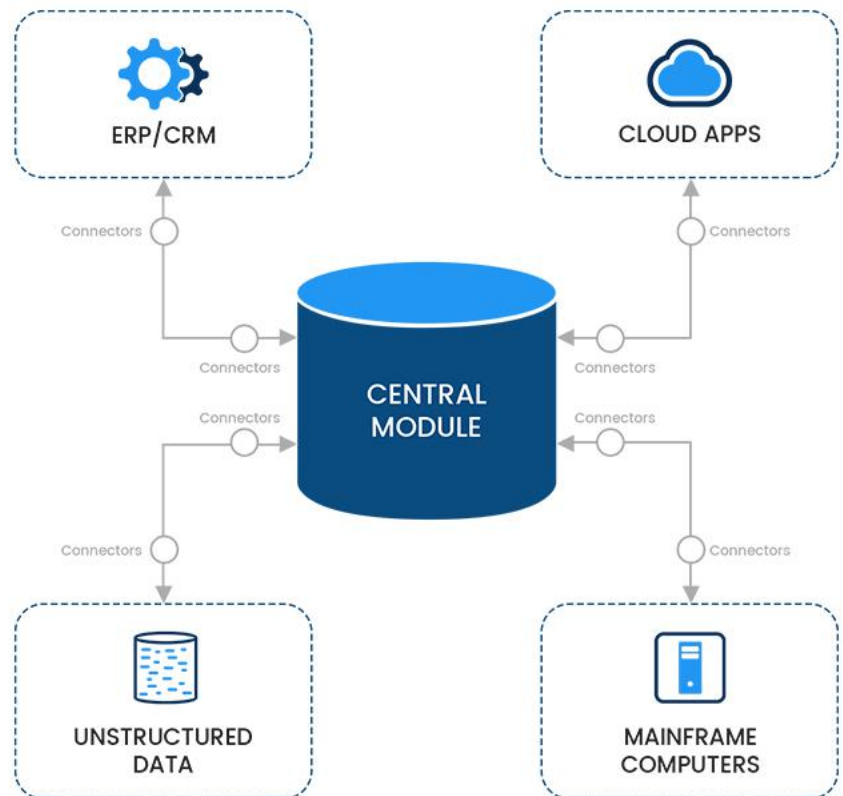 ERP/CRM
CLOUD APPS
Connectors
Connectors
Connectors
Connectors
CENTRAL
MODULE
Connectors
Connectors
Connectors
Connectors
UNSTRUCTURED
DATA
MAINFRAME
COMPUTERS